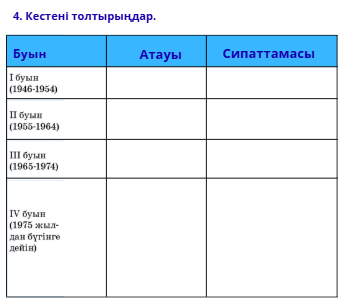 4. Кестені толтырыңдар.
Буын Атауы Сипаттамасы
I буын
(1946-1954)
II буын
(1955-1964)
III буын
(1965-1974)
IV буын
(1975 жыл-
дан бүгінге
дейін)